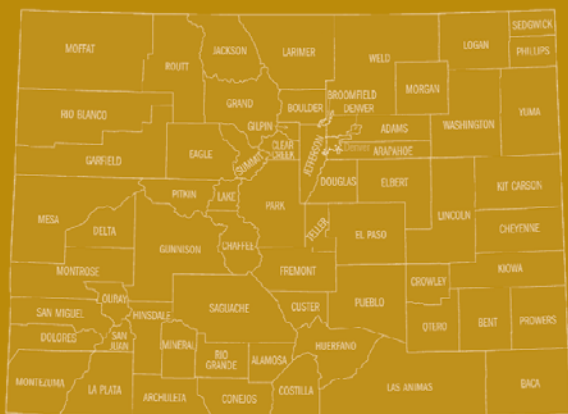 SEDGWICK
MOFFAT
JACKSON
LARIMER
LOGAN
PHILLIPS
ROUTT
WELD
MORGAN
GRAND
BROOMFIELD
BOULDER
DENVER
RIO BLANCO
YUMA
WASHINGTON
GILPIN
ADAMS
EAGLE
CLEAR
CREEK
Denver
ARAPAHOE
GARFIELD
SUMMIT
JEFFERSON
DOUGLAS
ELBERT
KIT CARSON
PITKIN
LAKE
PARK
LINCOLN
MESA
DELTA
TELLER
CHEYENNE
EL PASO
GUNNISON
CHAFFEE
MONTROSE
FREMONT
KIOWA
CROWLEY
OURAY
SAGUACHE
CUSTER
PUEBLO
SAN MIGUEL
HINSDALE
OTERO
BENT
PROWERS
DOLORES
SAN
JUAN
MINERAL
RIO
GRANDE
ALAMOSA
HUERFANO
MONTEZUMA
LA PLATA
ARCHULETA
CONEJOS
COSTILLA
LAS ANIMAS
BACA